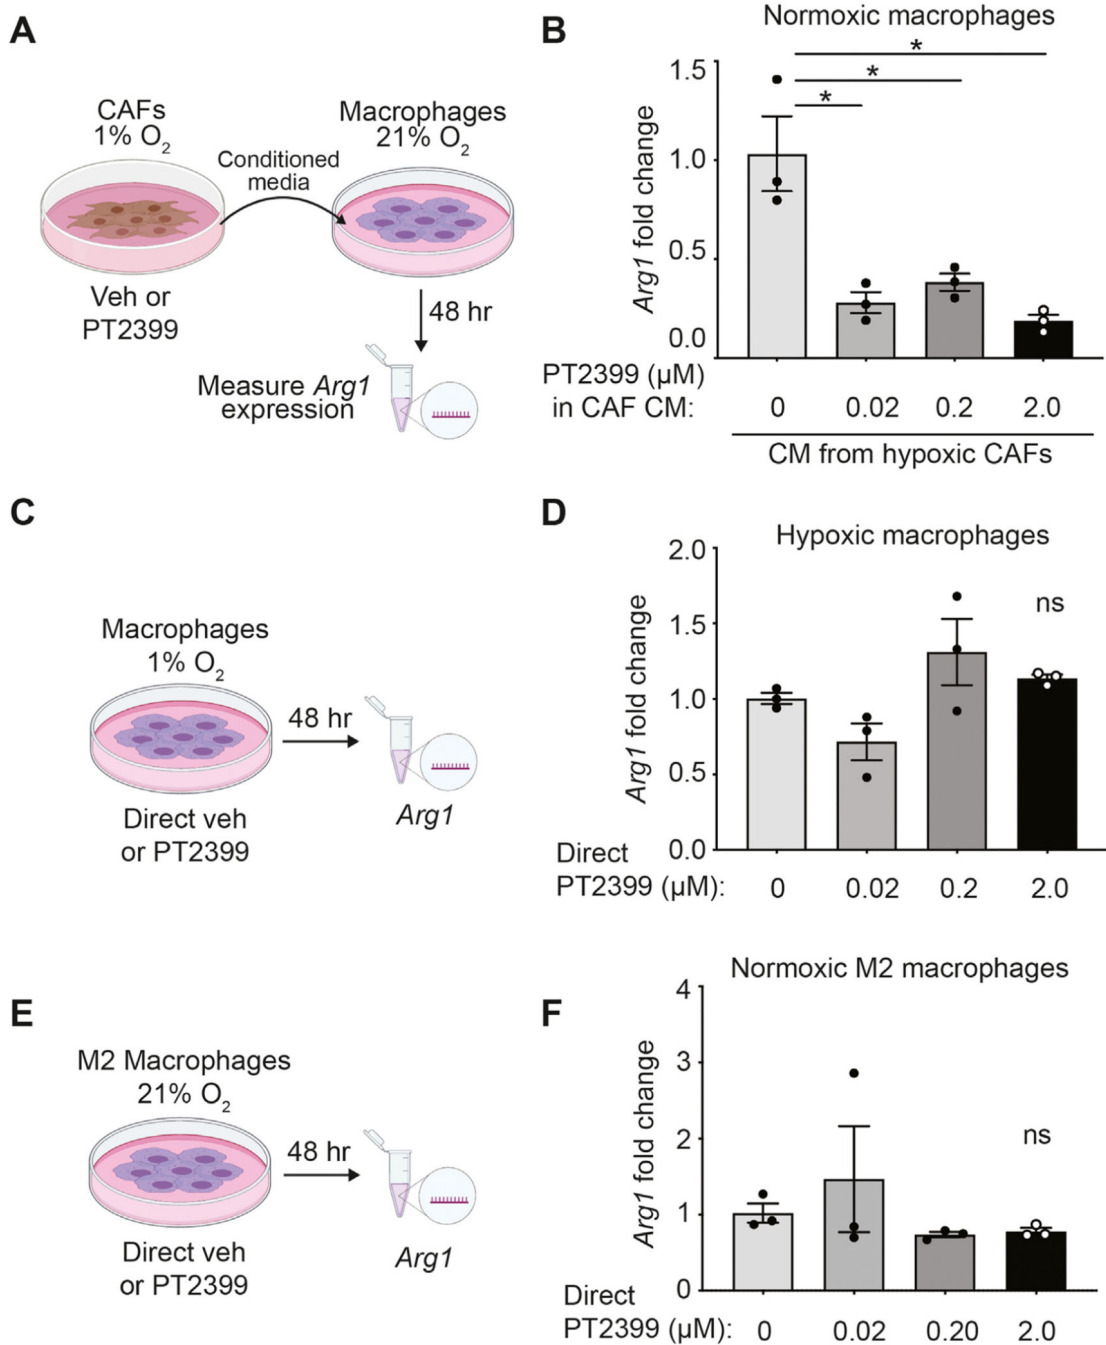 A
CAFs
1% O2
Macrophages
21% O2
Conditioned
media
Veh or
PT2399
48 hr
Measure Arg1
expression
B
Normoxic macrophages
*
*
*
Arg1 fold change
1.5
1.0
0.5
0.0
PT2399 (µM)
in CAF CM:
0 0.02 0.2 2.0
CM from hypoxic CAFs
C
Macrophages
1% O2
48 hr
Direct veh
or PT2399
Arg1
D
Hypoxic macrophages
ns
Arg1 fold change
2.0
1.5
1.0
0.5
0.0
Direct
PT2399 (µM): 0 0.02 0.2 2.0
E
M2 Macrophages
21% O2
48 hr
Direct veh
or PT2399
Arg1
F
Normoxic M2 macrophages
ns
Arg1 fold change
4
3
2
1
0
Direct
PT2399 (µM): 0 0.02 0.20 2.0